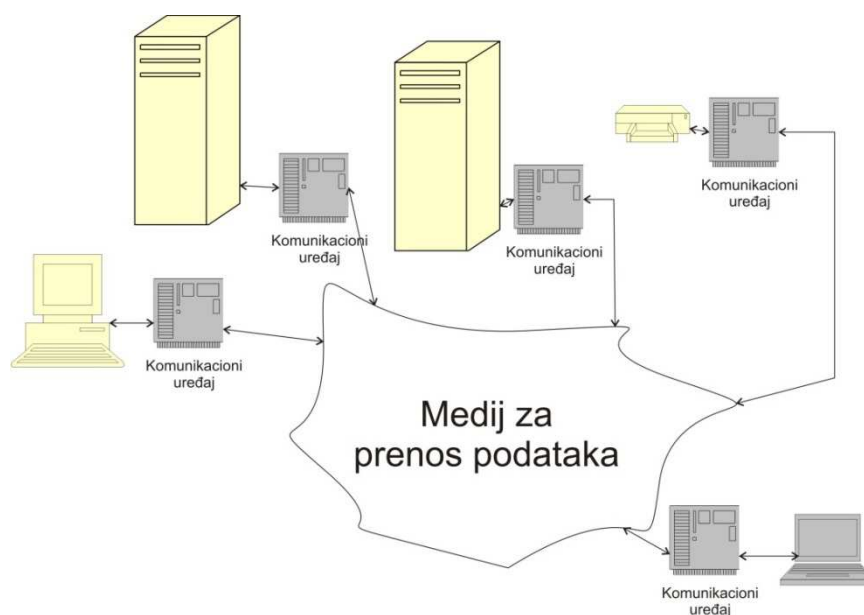 Komunikacioni
uređaj
Komunikacioni
uređaj
Komunikacioni
uređaj
Komunikacioni
uređaj
Medij za
prenos podataka
Komunikacioni
uređaj